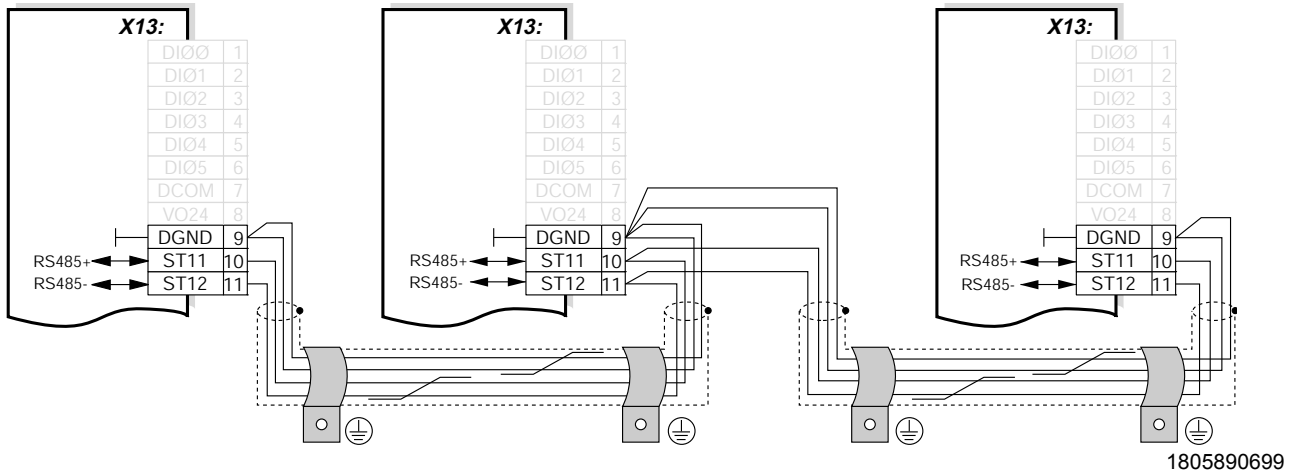 X13: X13: X13:
DIØØ 1 DIØØ 1 DIØØ 1
DIØ1 2 DIØ1 2 DIØ1 2
DIØ2 3 DIØ2 3 DIØ2 3
DIØ3 4 DIØ3 4 DIØ3 4
DIØ4 5 DIØ4 5 DIØ4 5
DIØ5 6 DIØ5 6 DIØ5 6
DCOM 7 DCOM 7 DCOM 7
VO24 8 VO24 8 VO24 8
DGND 9 DGND 9 DGND 9
RS485+ ST11 10 RS485+ ST11 10 RS485+ ST11 10
RS485- ST12 11 RS485- ST12 11 RS485- ST12 11
1805890699